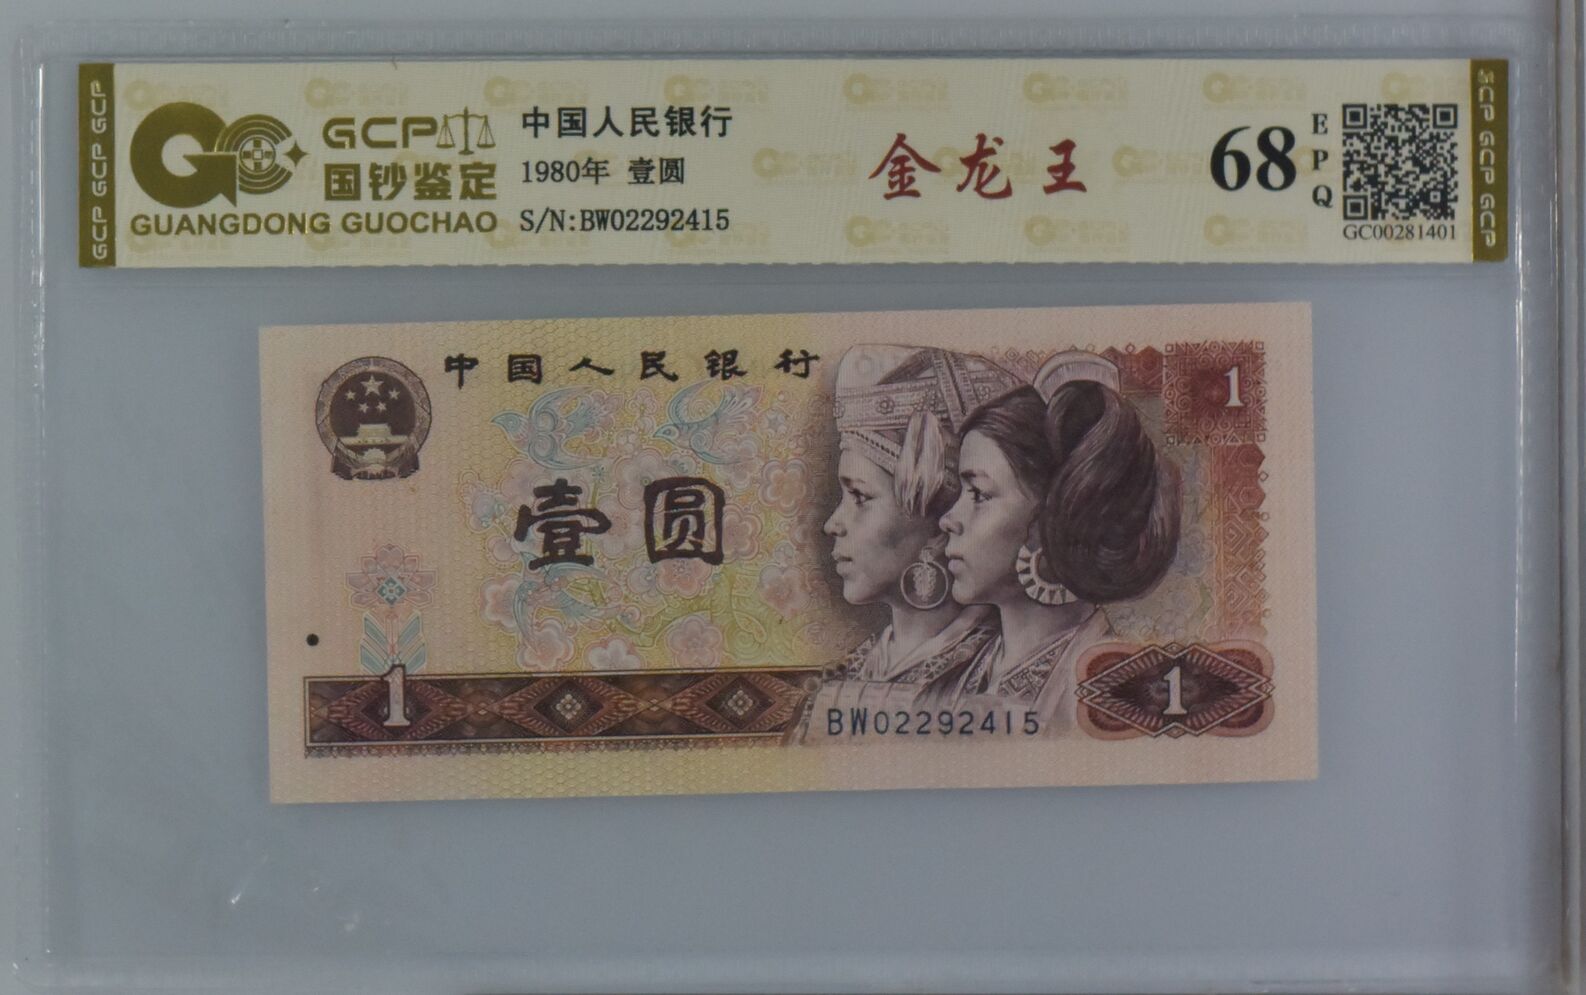 GCP
国钞鉴定
GUANGDONG GUOCHAO
中国人民银行
1980年 壹圆
S/N:BW02292415
金龙王
68
EPQ
GC00281401
GCP GCP GCP
GCP GCP GCP
中国人民银行
1
壹圆
1
BW02292415
1